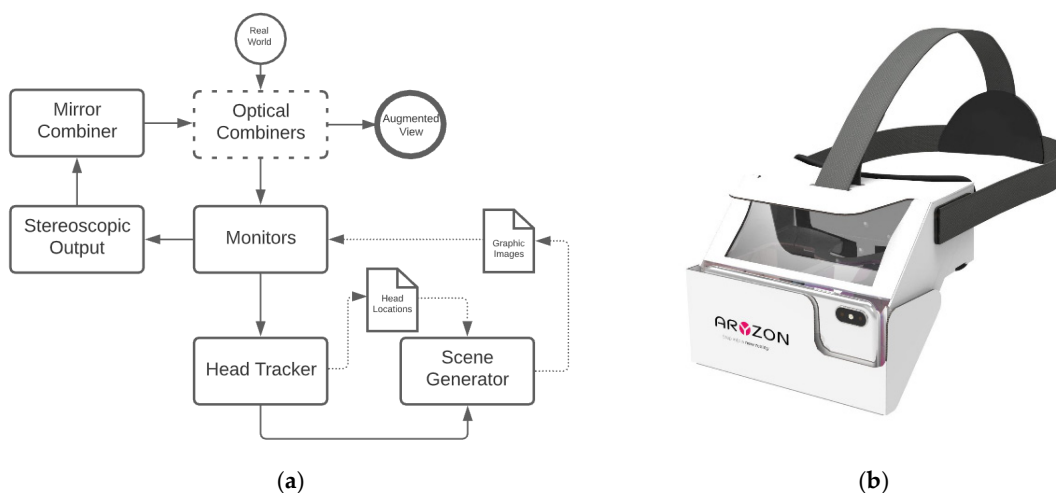 Real
World
Mirror
Combiner
Optical
Combiners
Augmented
View
Stereoscopic
Output
Monitors
Graphic
Images
Head
Locations
Head Tracker
Scene
Generator
ARYZON
(a)
(b)